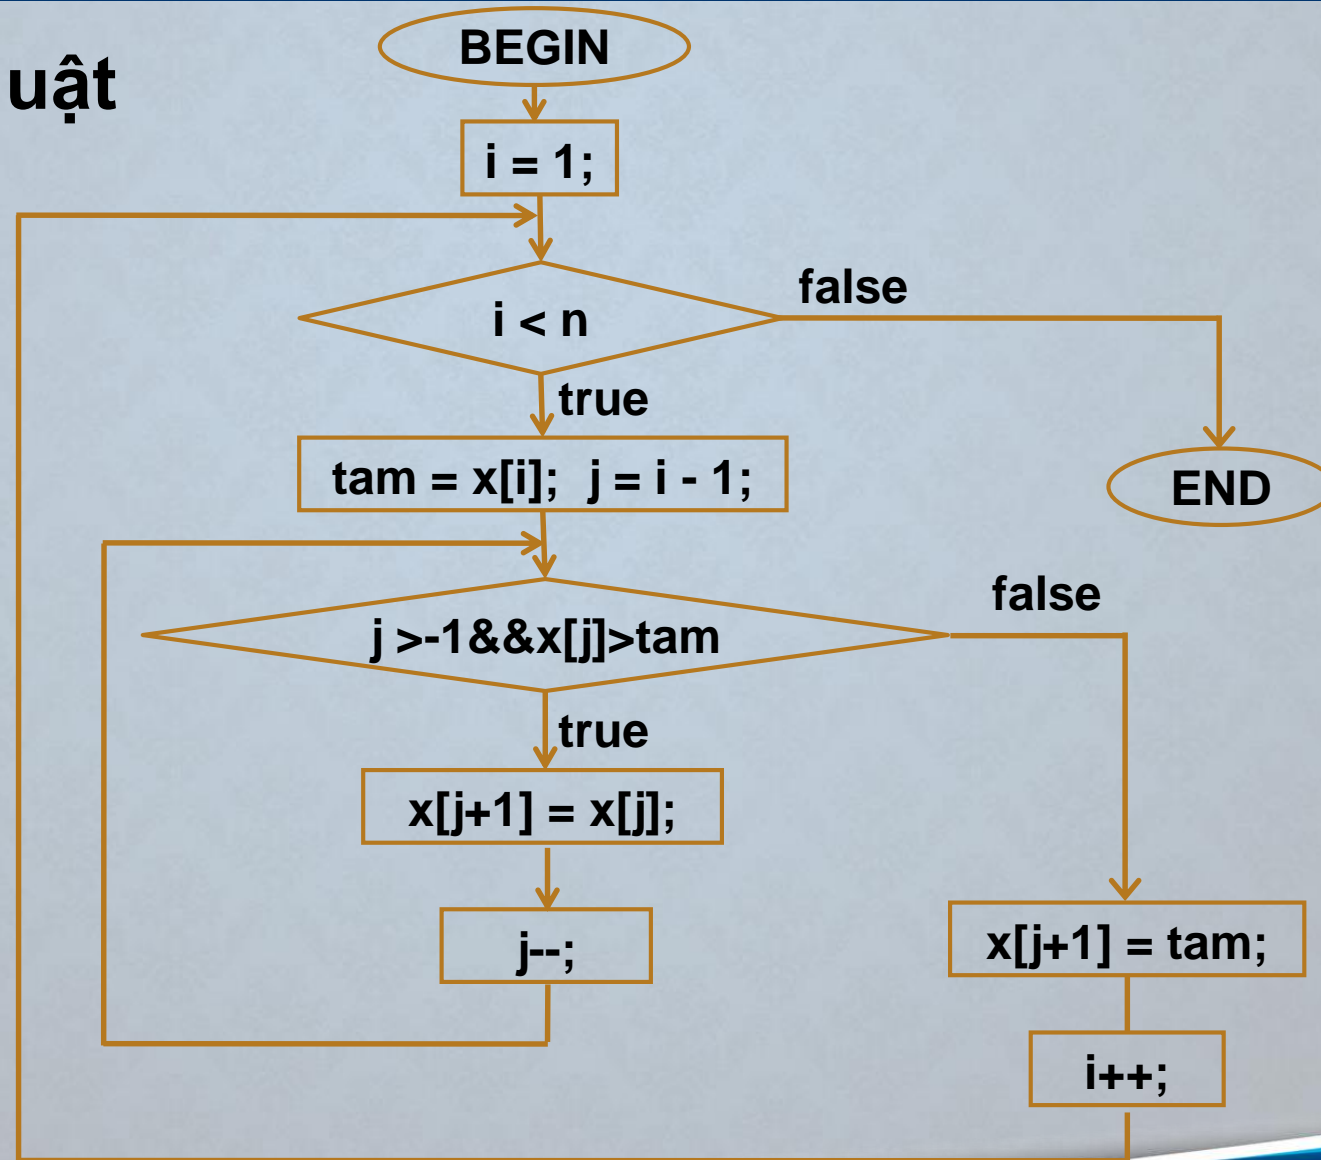 BEGIN
uật
i = 1;
i < n
false
true
tam = x[i];  j = i - 1;
END
j >-1&&x[j]>tam
false
true
x[j+1] = x[j];
j--;
x[j+1] = tam;
i++;